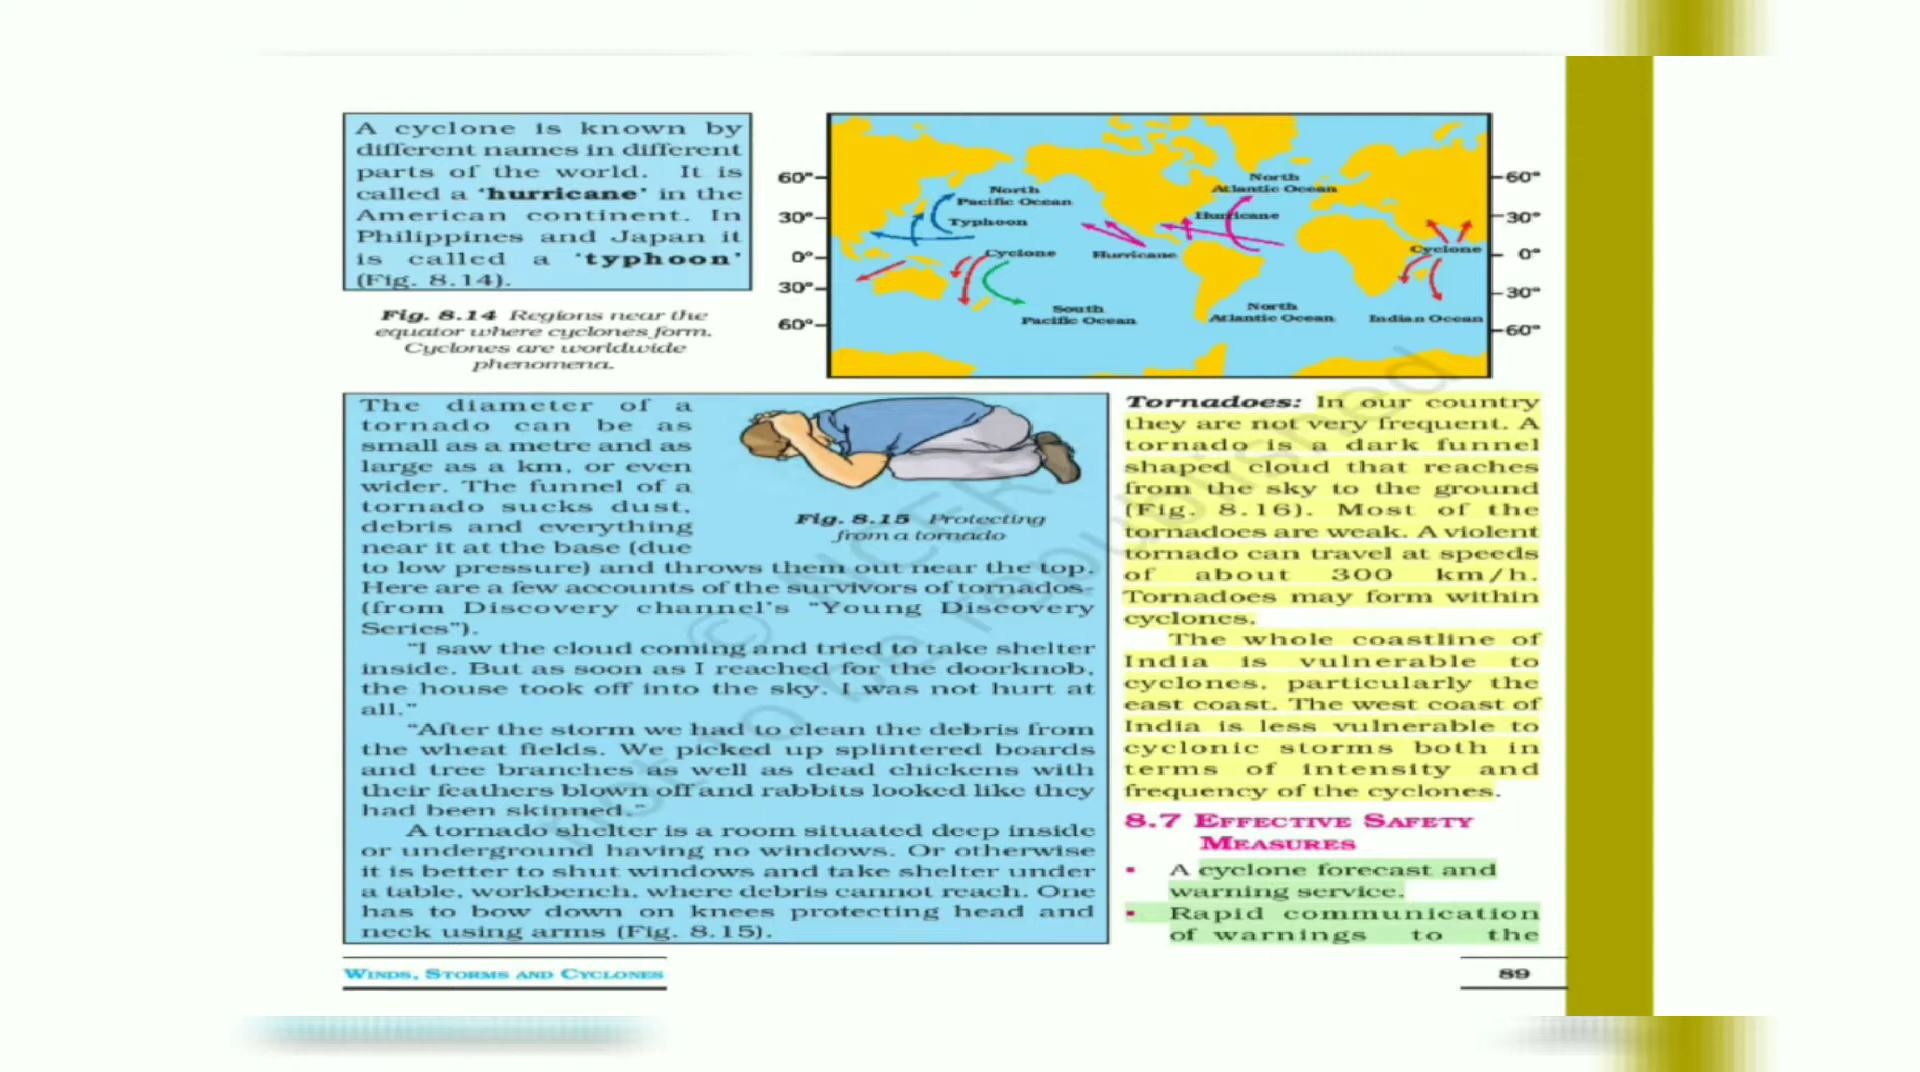 A cyclone is known by
different names in different
parts of the world. It is
called a ‘hurricane’ in the
American continent. In
Philippines and Japan it
is called a ‘typhoon’
(Fig. 8.14).
Fig. 8.14 Regions near the
equator where cyclones form.
Cyclones are worldwide
phenomena.
60°
30°
0°
30°
60°
North
Pacific Ocean
Typhoon
Cyclone
South
Pacific Ocean
Hurricane
North
Atlantic Ocean
Hurricane
North
Atlantic Ocean
Cyclone
Indian Ocean
60°
30°
0°
30°
60°
The diameter of a
tornado can be as
small as a metre and as
large as a km, or even
wider. The funnel of a
tornado sucks dust,
debris and everything
near it at the base (due
to low pressure) and throws them out near the top.
Here are a few accounts of the survivors of tornados.
(from Discovery channel’s “Young Discovery
Series”).
“I saw the cloud coming and tried to take shelter
inside. But as soon as I reached for the doorknob,
the house took off into the sky. I was not hurt at
all.”
“After the storm we had to clean the debris from
the wheat fields. We picked up splintered boards
and tree branches as well as dead chickens with
their feathers blown off and rabbits looked like they
had been skinned.”
A tornado shelter is a room situated deep inside
or underground having no windows. Or otherwise
it is better to shut windows and take shelter under
a table, workbench, where debris cannot reach. One
has to bow down on knees protecting head and
neck using arms (Fig. 8.15).
Fig. 8.15 Protecting
from a tornado
Tornadoes: In our country
they are not very frequent. A
tornado is a dark funnel
shaped cloud that reaches
from the sky to the ground
(Fig. 8.16). Most of the
tornadoes are weak. A violent
tornado can travel at speeds
of about 300 km/h.
Tornadoes may form within
cyclones.
The whole coastline of
India is vulnerable to
cyclones, particularly the
east coast. The west coast of
India is less vulnerable to
cyclonic storms both in
terms of intensity and
frequency of the cyclones.
8.7 EFFECTIVE SAFETY
MEASURES
▪ A cyclone forecast and
warning service.
▪ Rapid communication
of warnings to the
WINDS, STORMS AND CYCLONES
89
© NCERT
not to be republished